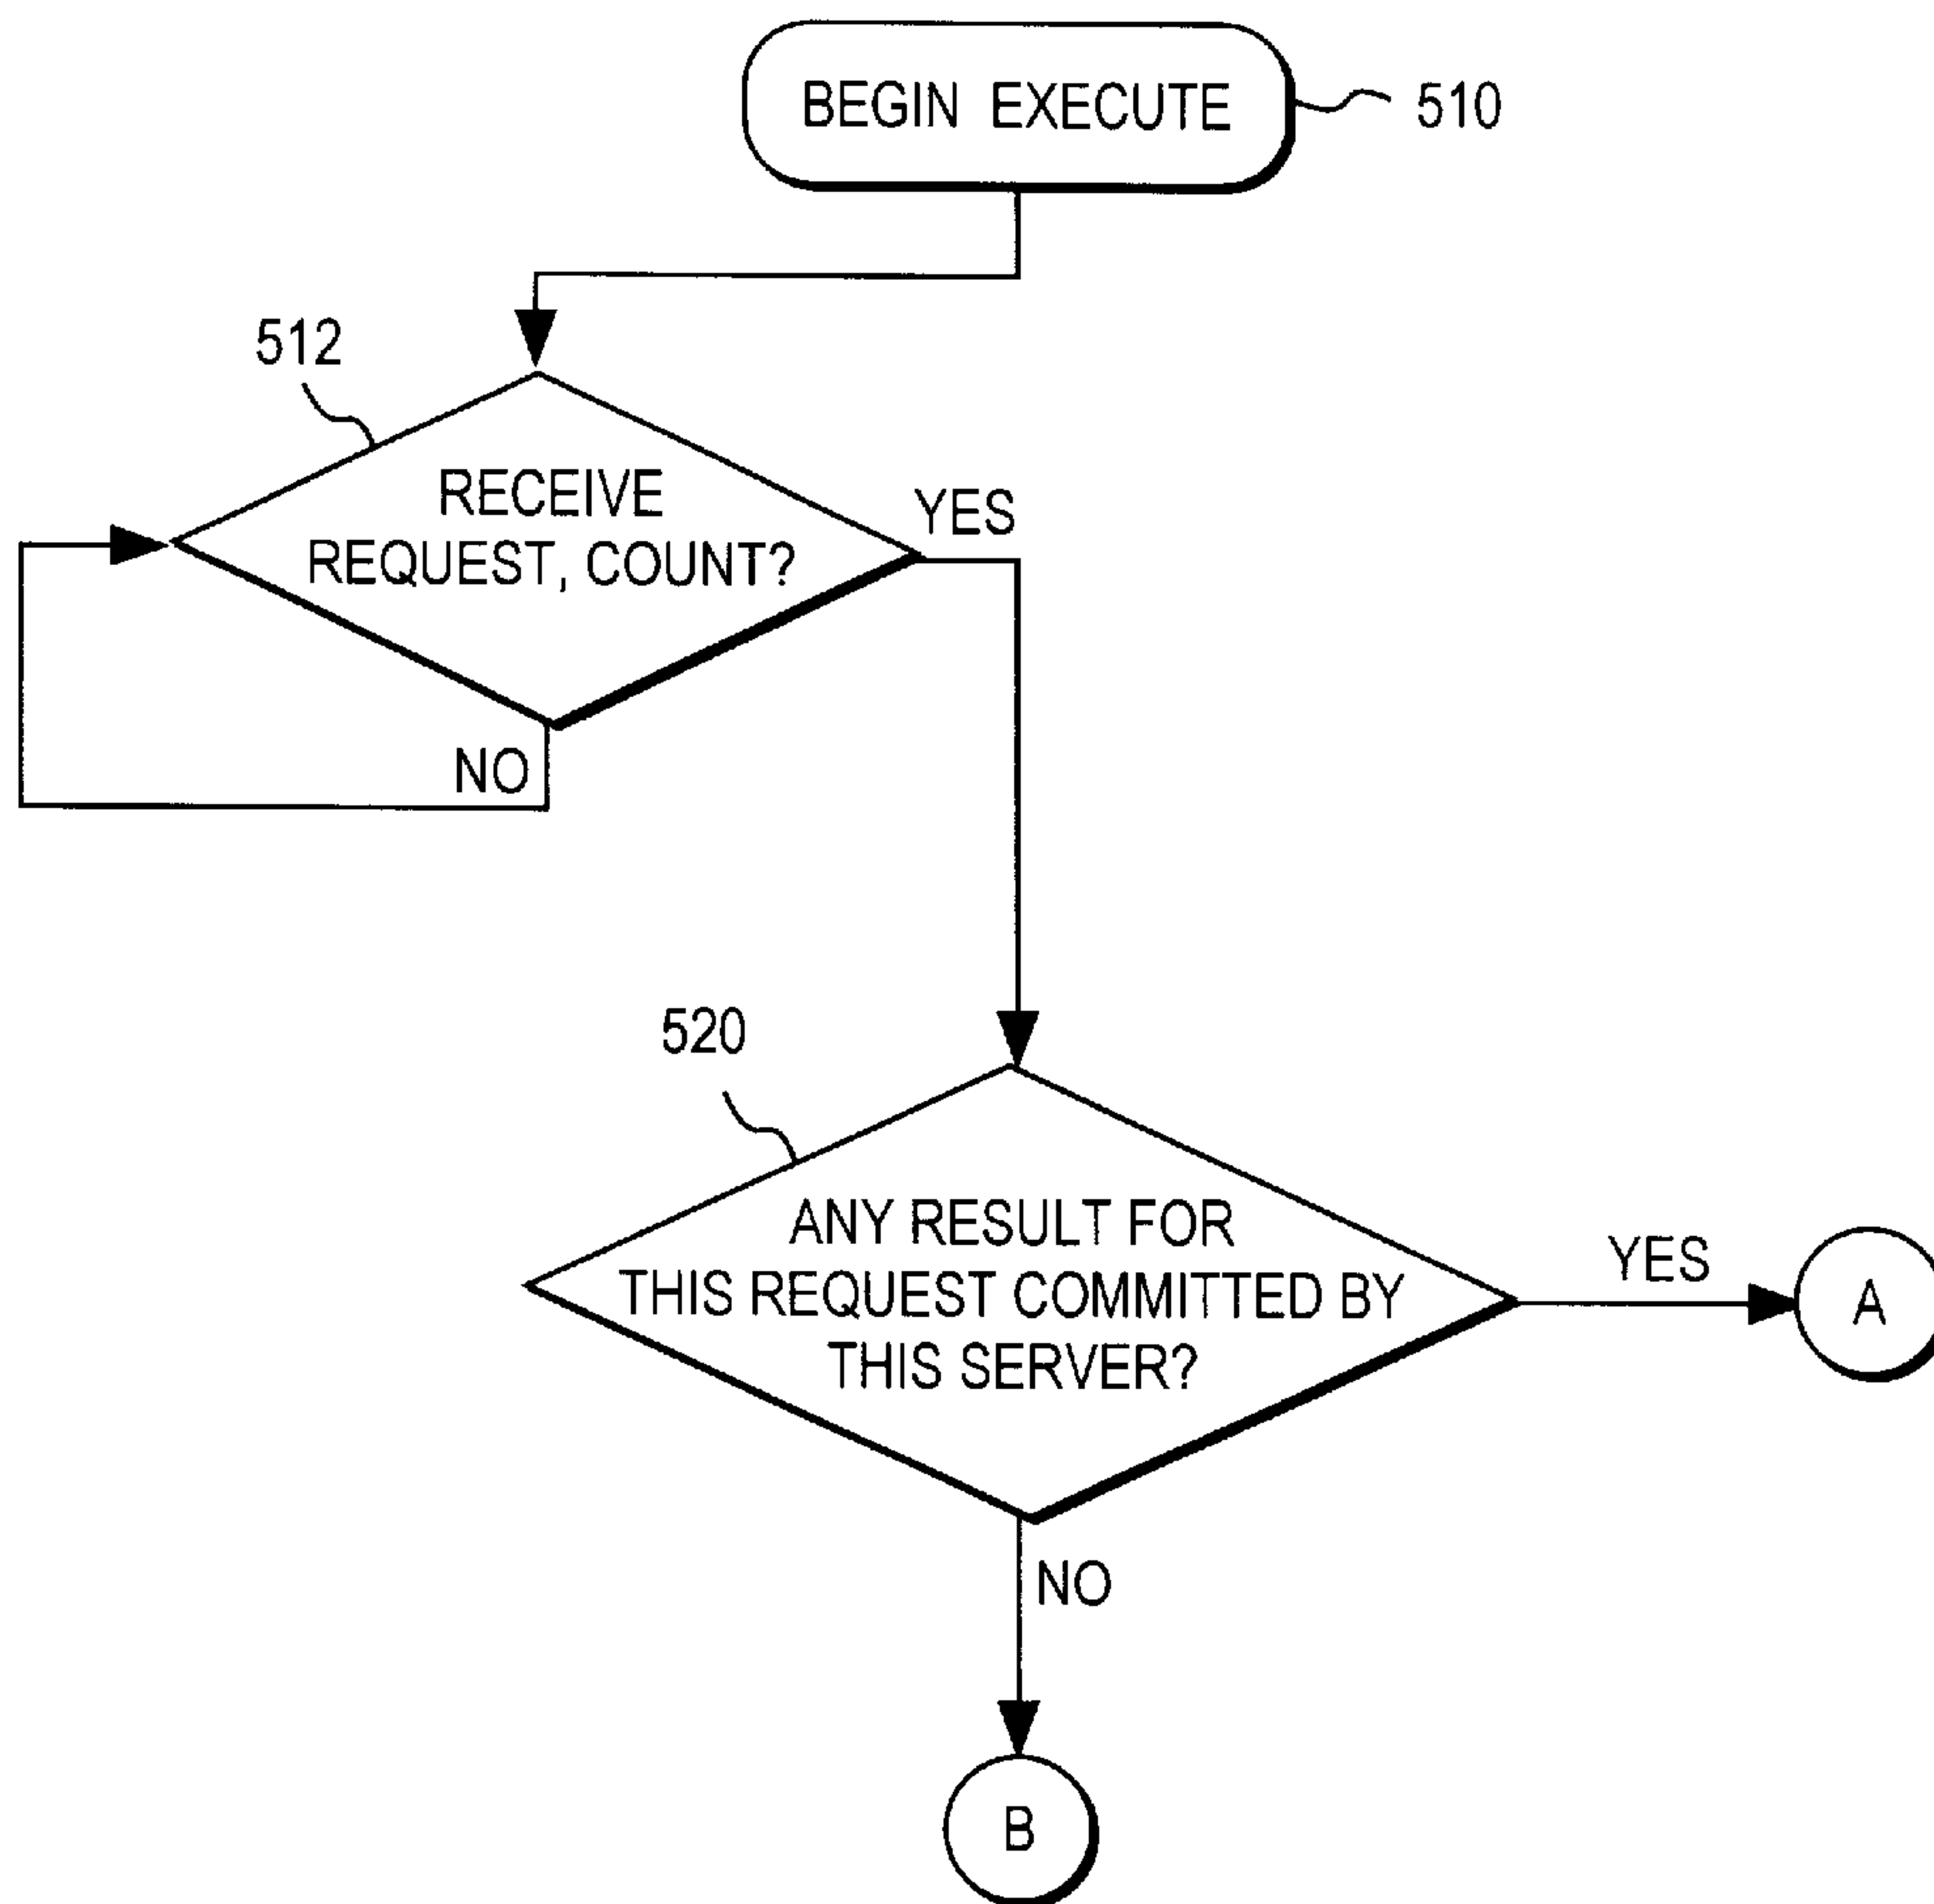 BEGIN EXECUTE
510
512
RECEIVE
REQUEST, COUNT?
YES
NO
520
ANY RESULT FOR
THIS REQUEST COMMITTED BY
THIS SERVER?
YES
A
NO
B